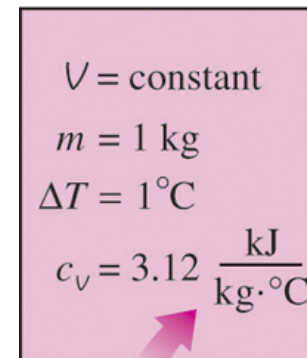 V = constant
m = 1 kg
ΔT = 1°C
c_v = 3.12 kJ/kg·°C